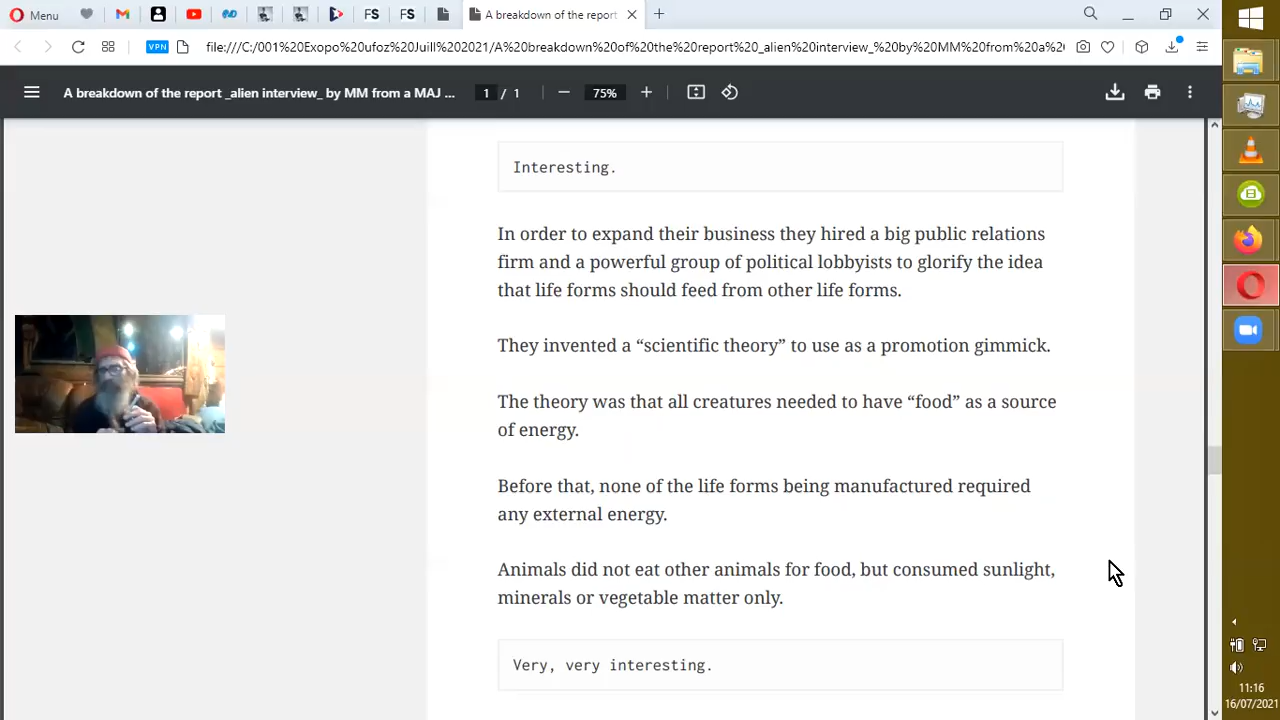 Menu
FS
FS
A breakdown of the report
VPN
file:///C:/001%20Exopo%20ufoz%20Juill%202021/A%20breakdown%20of%20the%20report%20_alien%20interview_%20by%20MM%20from%20a%20
A breakdown of the report _alien interview_ by MM from a MAJ ...
1 / 1
75%
Interesting.
In order to expand their business they hired a big public relations
firm and a powerful group of political lobbyists to glorify the idea
that life forms should feed from other life forms.
They invented a “scientific theory” to use as a promotion gimmick.
The theory was that all creatures needed to have “food” as a source
of energy.
Before that, none of the life forms being manufactured required
any external energy.
Animals did not eat other animals for food, but consumed sunlight,
minerals or vegetable matter only.
Very, very interesting.
11:16
16/07/2021